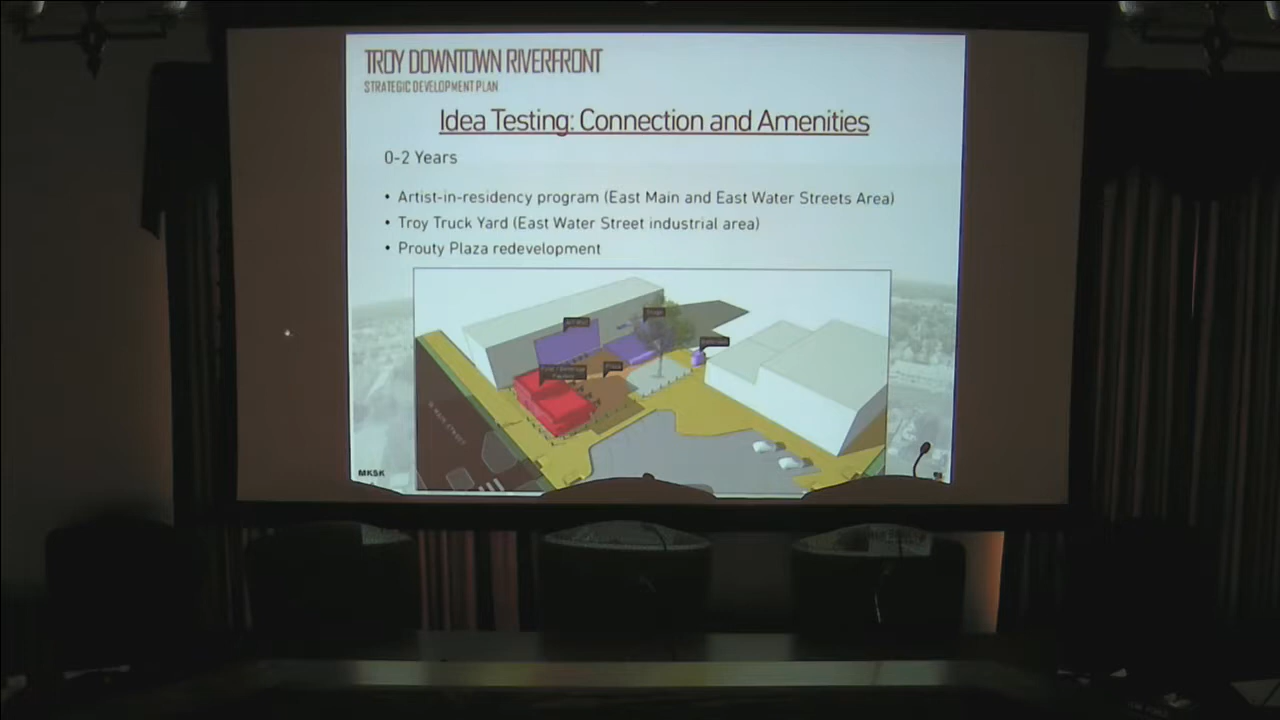 TROY DOWNTOWN RIVERFRONT
STRATEGIC DEVELOPMENT PLAN
Idea Testing: Connection and Amenities
0-2 Years
• Artist-in-residency program (East Main and East Water Streets Area)
• Troy Truck Yard (East Water Street industrial area)
• Prouty Plaza redevelopment
MKSK